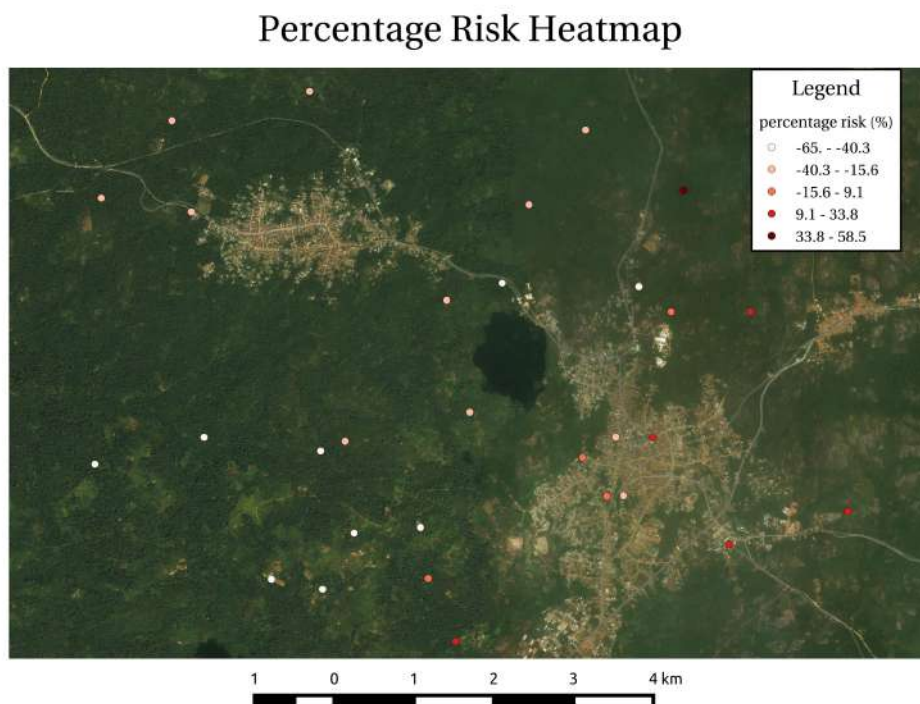 Percentage Risk Heatmap
Legend
percentage risk (%)
-65. - -40.3
-40.3 - -15.6
-15.6 - 9.1
9.1 - 33.8
33.8 - 58.5
1 0 1 2 3 4 km